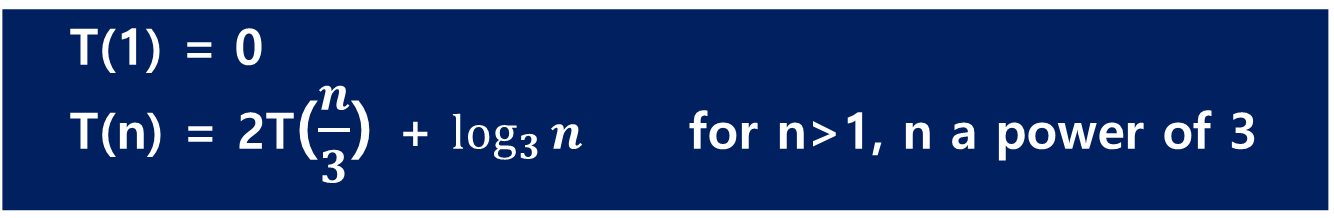 T(1) = 0
T(n) = 2T(n/3) + log₃ n for n>1, n a power of 3